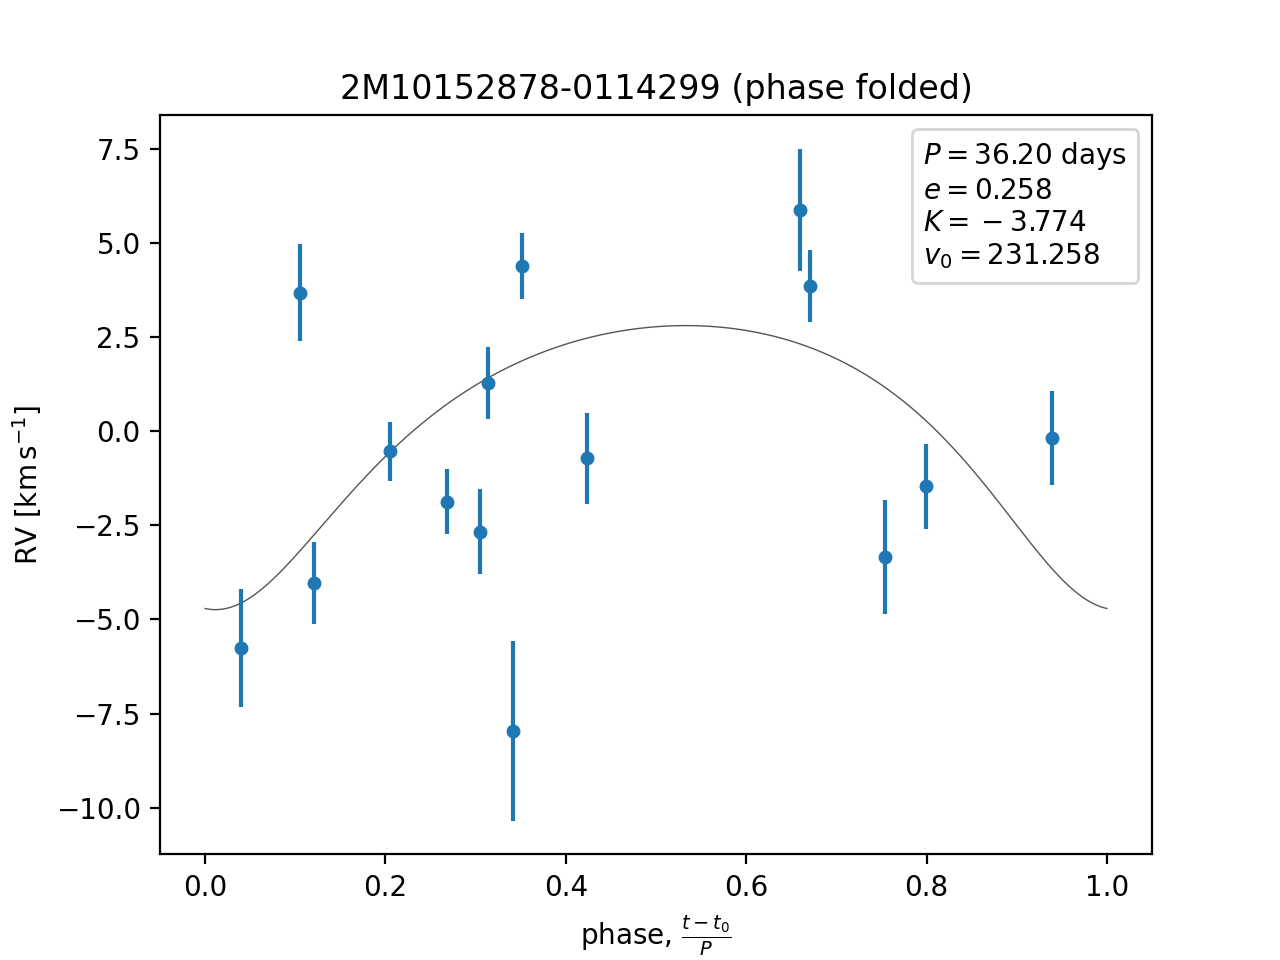 2M10152878-0114299 (phase folded)
P = 36.20 days
e = 0.258
K = −3.774
v₀ = 231.258
7.5
5.0
2.5
0.0
−2.5
−5.0
−7.5
−10.0
RV [km s⁻¹]
0.0 0.2 0.4 0.6 0.8 1.0
phase, (t − t₀)/P